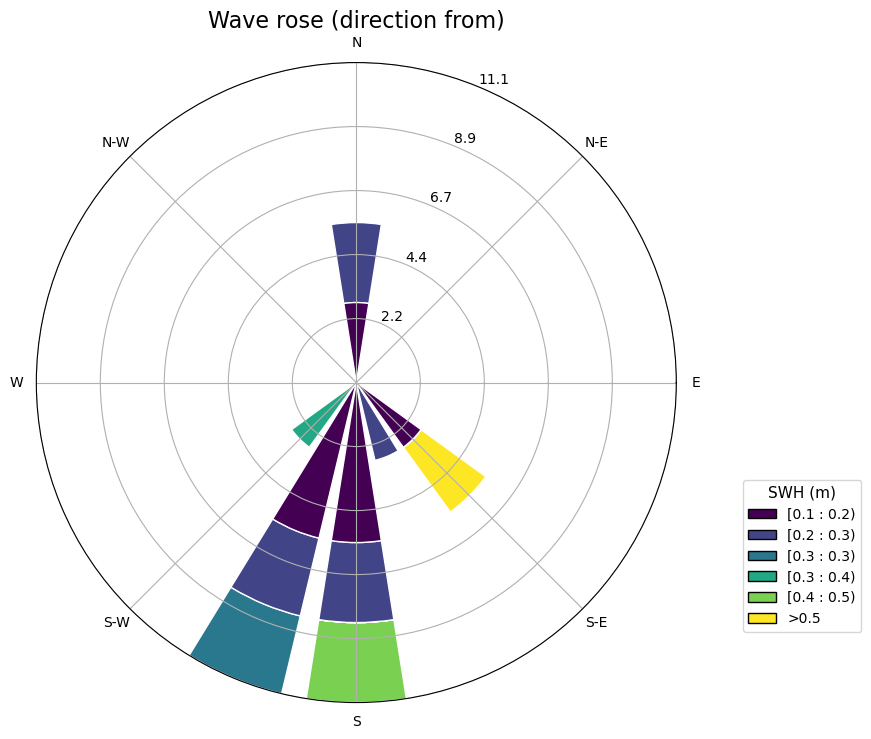 Wave rose (direction from)
N
11.1
N-W
8.9
N-E
6.7
4.4
2.2
W
E
SWH (m)
[0.1 : 0.2)
[0.2 : 0.3)
[0.3 : 0.3)
[0.3 : 0.4)
[0.4 : 0.5)
>0.5
S-W
S-E
S